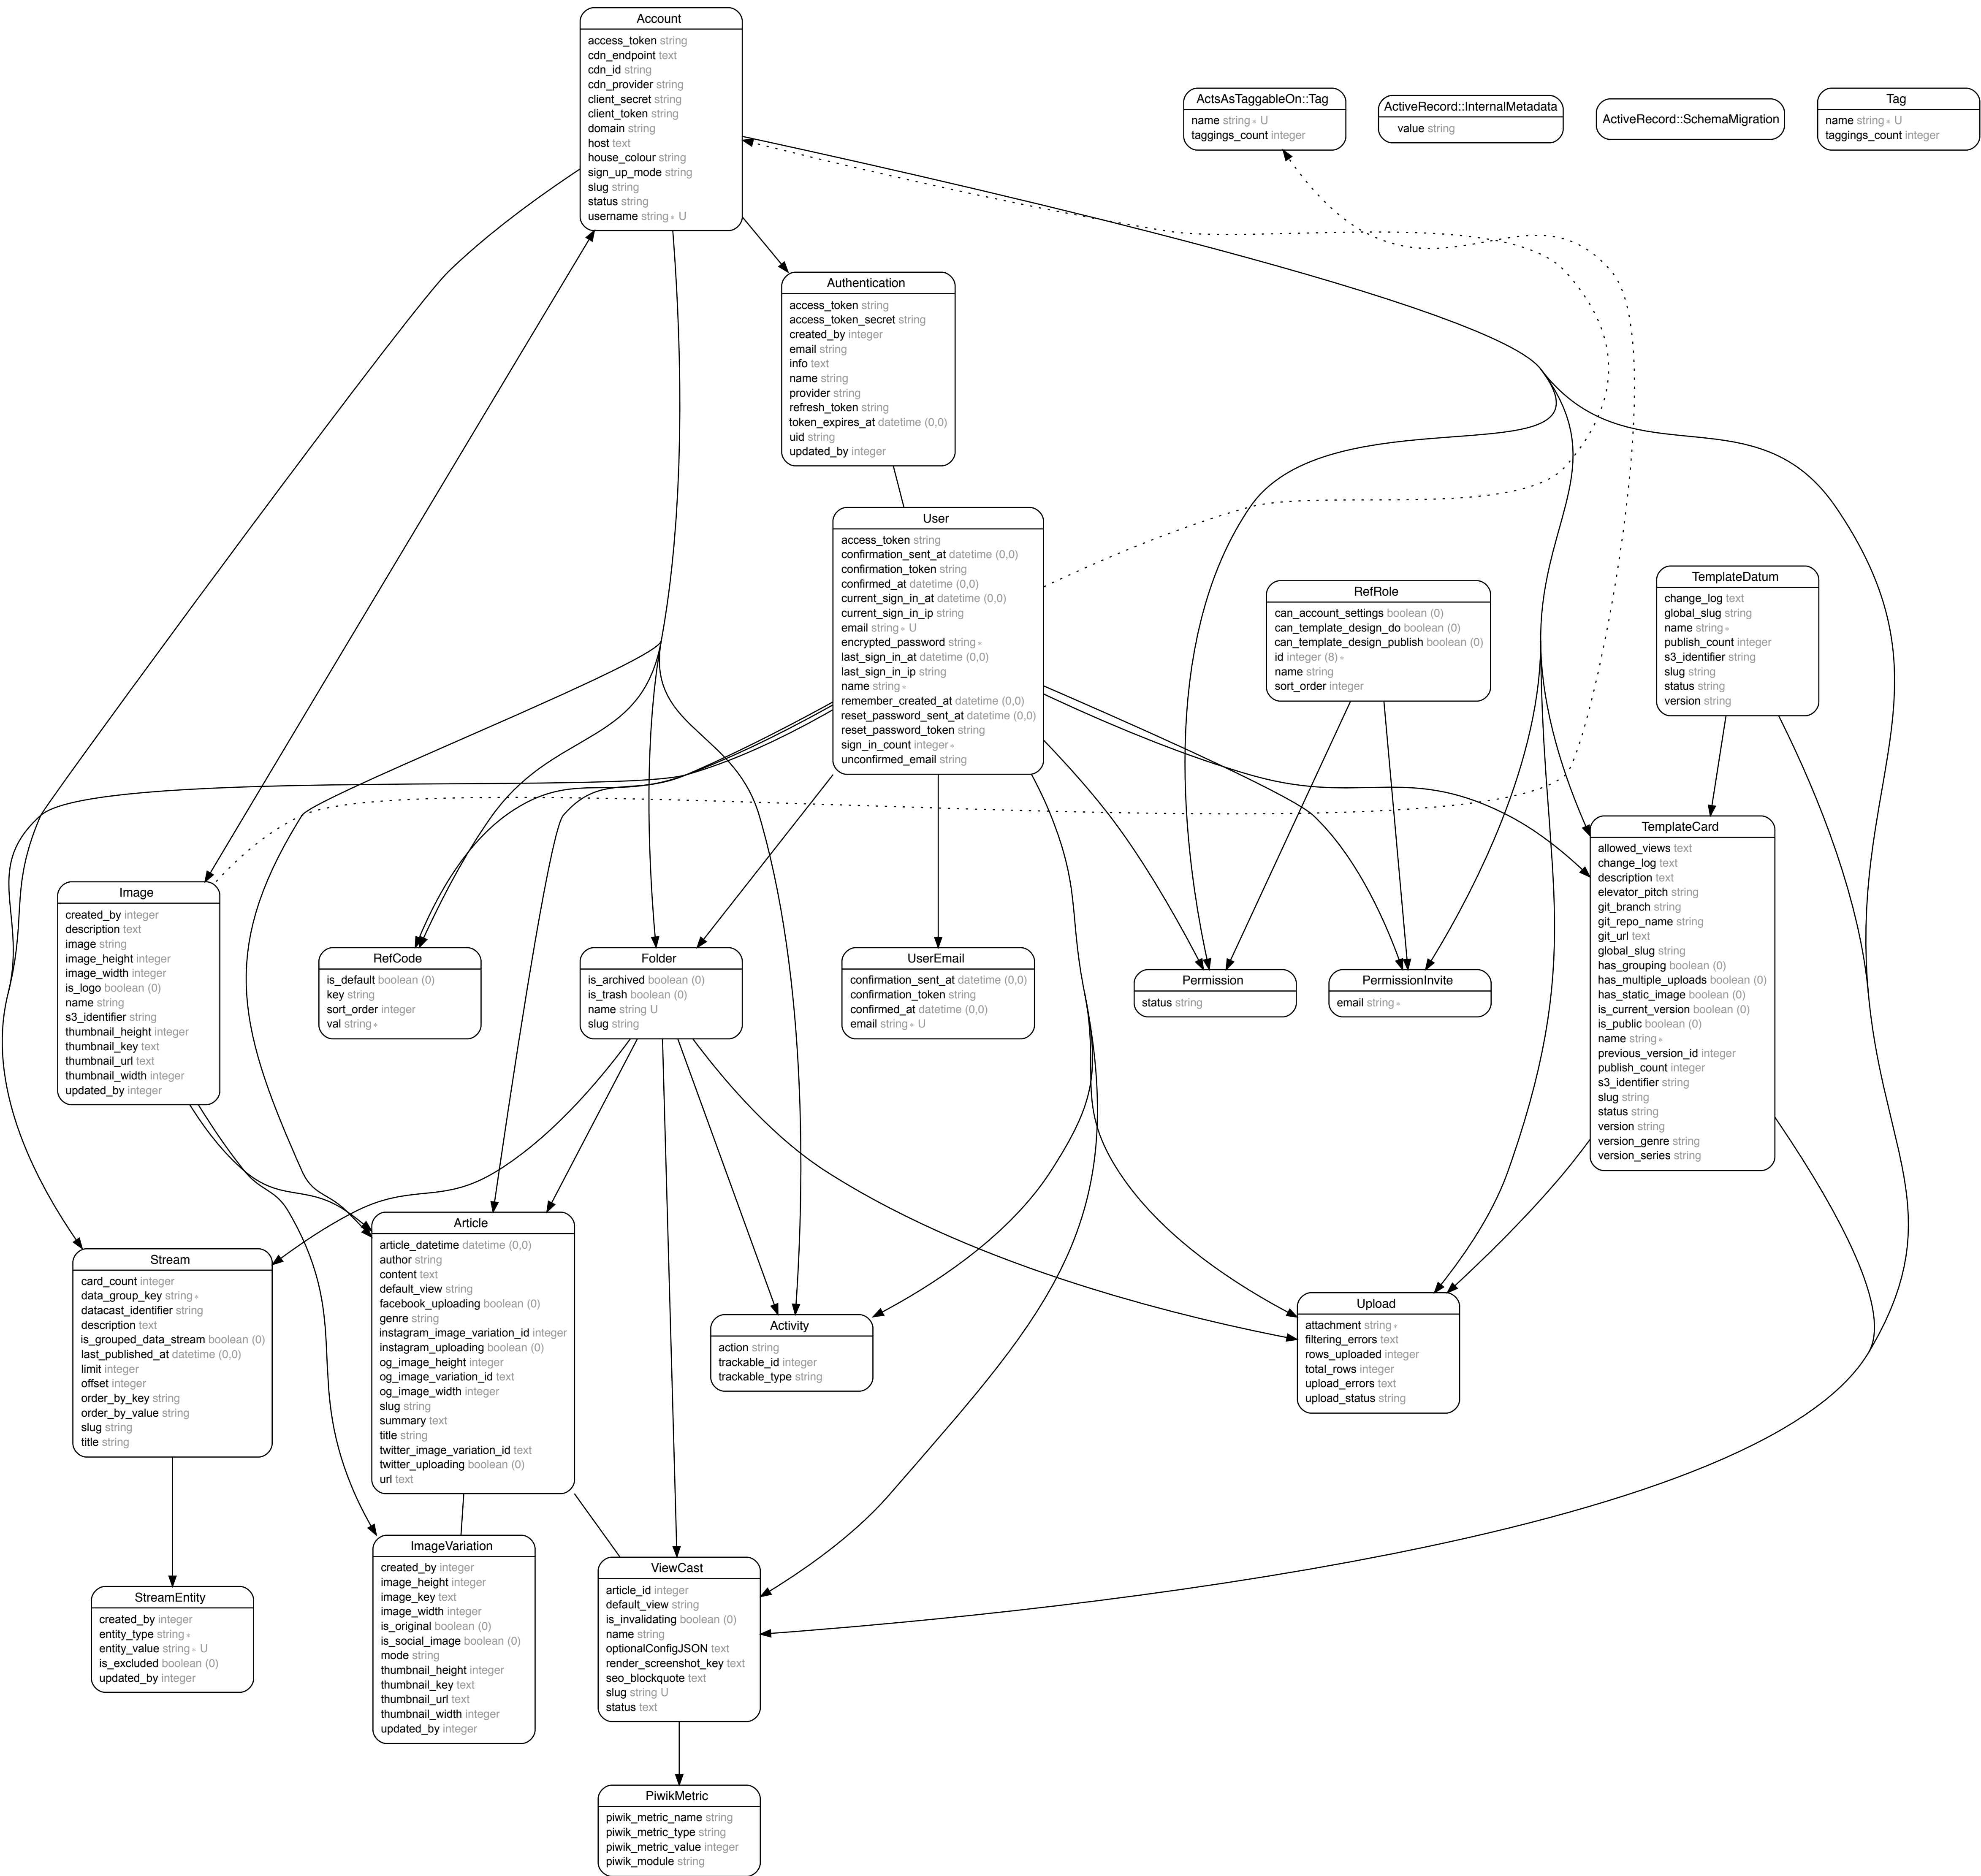 Account
access_token string
cdn_endpoint text
cdn_id string
cdn_provider string
client_secret string
client_token string
domain string
host text
house_colour string
sign_up_mode string
slug string
status string
username string∗ U
ActsAsTaggableOn::Tag
name string∗ U
taggings_count integer
ActiveRecord::InternalMetadata
value string
ActiveRecord::SchemaMigration
Tag
name string∗ U
taggings_count integer
Authentication
access_token string
access_token_secret string
created_by integer
email string
info text
name string
provider string
refresh_token string
token_expires_at datetime (0,0)
uid string
updated_by integer
User
access_token string
confirmation_sent_at datetime (0,0)
confirmation_token string
confirmed_at datetime (0,0)
current_sign_in_at datetime (0,0)
current_sign_in_ip string
email string∗ U
encrypted_password string∗
last_sign_in_at datetime (0,0)
last_sign_in_ip string
name string∗
remember_created_at datetime (0,0)
reset_password_sent_at datetime (0,0)
reset_password_token string
sign_in_count integer∗
unconfirmed_email string
RefRole
can_account_settings boolean (0)
can_template_design_do boolean (0)
can_template_design_publish boolean (0)
id integer (8)∗
name string
sort_order integer
TemplateDatum
change_log text
global_slug string
name string∗
publish_count integer
s3_identifier string
slug string
status string
version string
TemplateCard
allowed_views text
change_log text
description text
elevator_pitch string
git_branch string
git_repo_name string
git_url text
global_slug string
has_grouping boolean (0)
has_multiple_uploads boolean (0)
has_static_image boolean (0)
is_current_version boolean (0)
is_public boolean (0)
name string∗
previous_version_id integer
publish_count integer
s3_identifier string
slug string
status string
version string
version_genre string
version_series string
Image
created_by integer
description text
image string
image_height integer
image_width integer
is_logo boolean (0)
name string
s3_identifier string
thumbnail_height integer
thumbnail_key text
thumbnail_url text
thumbnail_width integer
updated_by integer
RefCode
is_default boolean (0)
key string
sort_order integer
val string∗
Folder
is_archived boolean (0)
is_trash boolean (0)
name string U
slug string
UserEmail
confirmation_sent_at datetime (0,0)
confirmation_token string
confirmed_at datetime (0,0)
email string∗ U
Permission
status string
PermissionInvite
email string∗
Stream
card_count integer
data_group_key string∗
datacast_identifier string
description text
is_grouped_data_stream boolean (0)
last_published_at datetime (0,0)
limit integer
offset integer
order_by_key string
order_by_value string
slug string
title string
Article
article_datetime datetime (0,0)
author string
content text
default_view string
facebook_uploading boolean (0)
genre string
instagram_image_variation_id integer
instagram_uploading boolean (0)
og_image_height integer
og_image_variation_id text
og_image_width integer
slug string
summary text
title string
twitter_image_variation_id text
twitter_uploading boolean (0)
url text
Activity
action string
trackable_id integer
trackable_type string
Upload
attachment string∗
filtering_errors text
rows_uploaded integer
total_rows integer
upload_errors text
upload_status string
StreamEntity
created_by integer
entity_type string∗
entity_value string∗ U
is_excluded boolean (0)
updated_by integer
ImageVariation
created_by integer
image_height integer
image_key text
image_width integer
is_original boolean (0)
is_social_image boolean (0)
mode string
thumbnail_height integer
thumbnail_key text
thumbnail_url text
thumbnail_width integer
updated_by integer
ViewCast
article_id integer
default_view string
is_invalidating boolean (0)
name string
optionalConfigJSON text
render_screenshot_key text
seo_blockquote text
slug string U
status text
PiwikMetric
piwik_metric_name string
piwik_metric_type string
piwik_metric_value integer
piwik_module string